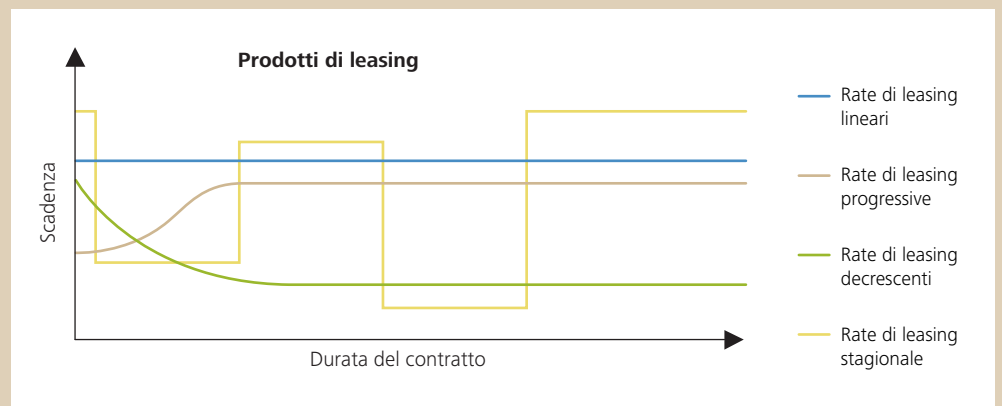 Prodotti di leasing
Scadenza
Durata del contratto
Rate di leasing
lineari
Rate di leasing
progressive
Rate di leasing
decrescenti
Rate di leasing
stagionale